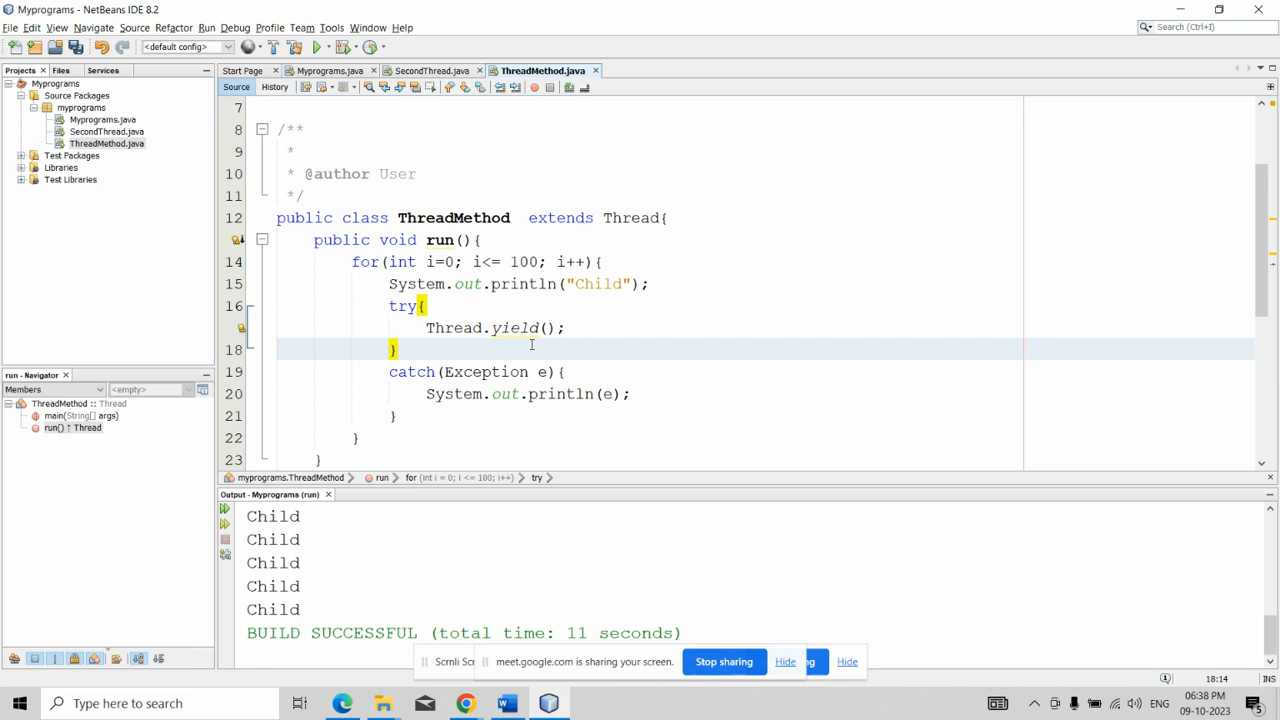 Myprograms - NetBeans IDE 8.2
File Edit View Navigate Source Refactor Run Debug Profile Team Tools Window Help
Search (Ctrl+I)
<default config>
Projects Files Services
Start Page Myprograms.java SecondThread.java ThreadMethod.java
Myprograms
Source Packages
myprograms
Myprograms.java
SecondThread.java
ThreadMethod.java
Test Packages
Libraries
Test Libraries
Source History
7
8 /**
9 *
10 * @author User
11 */
12 public class ThreadMethod extends Thread{
public void run(){
14 for(int i=0; i<= 100; i++){
15 System.out.println("Child");
16 try{
Thread.yield();
18 }
19 catch(Exception e){
20 System.out.println(e);
21 }
22 }
23 }
run - Navigator
Members <empty>
ThreadMethod :: Thread
main(String[] args)
run() ↑ Thread
myprograms.ThreadMethod run for (int i = 0; i <= 100; i++) try
Output - Myprograms (run)
Child
Child
Child
Child
Child
BUILD SUCCESSFUL (total time: 11 seconds)
Scrnli Scr meet.google.com is sharing your screen. Stop sharing Hide ng Hide
18:14 INS
Type here to search
ENG
06:38 PM
09-10-2023
5